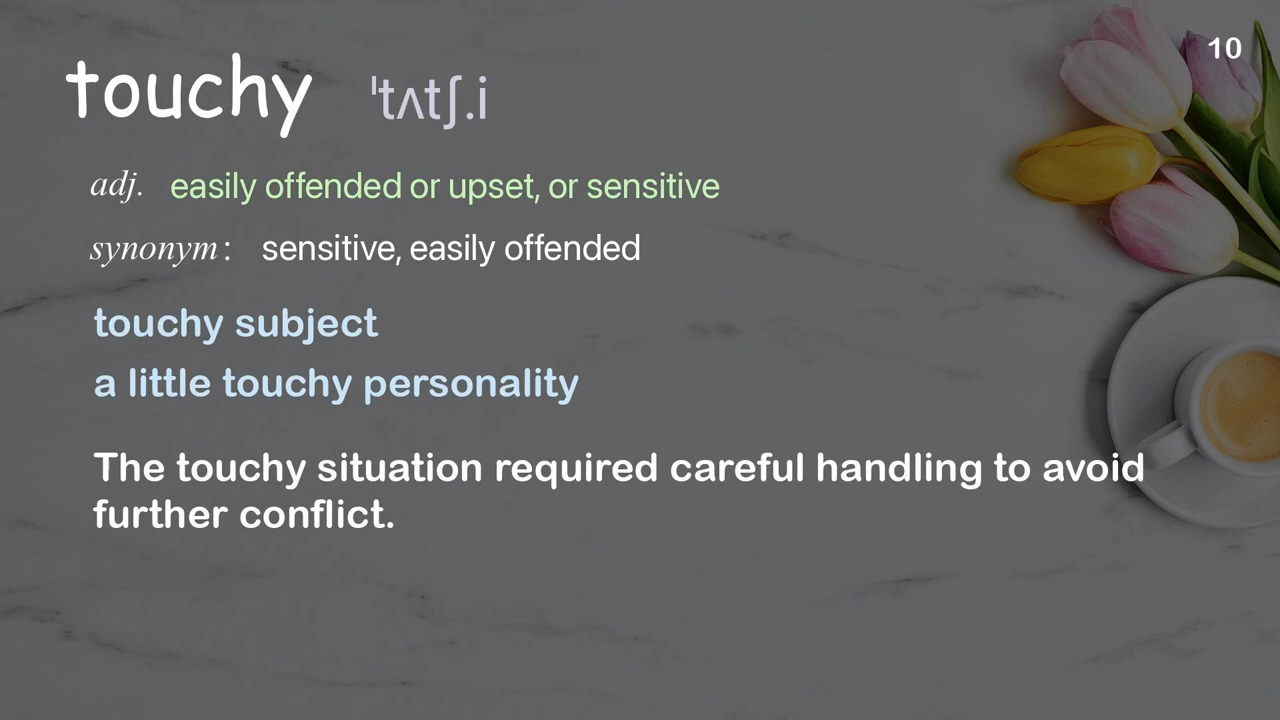 10
touchy ˈtʌtʃ.i
adj. easily offended or upset, or sensitive
synonym: sensitive, easily offended
touchy subject
a little touchy personality
The touchy situation required careful handling to avoid
further conflict.